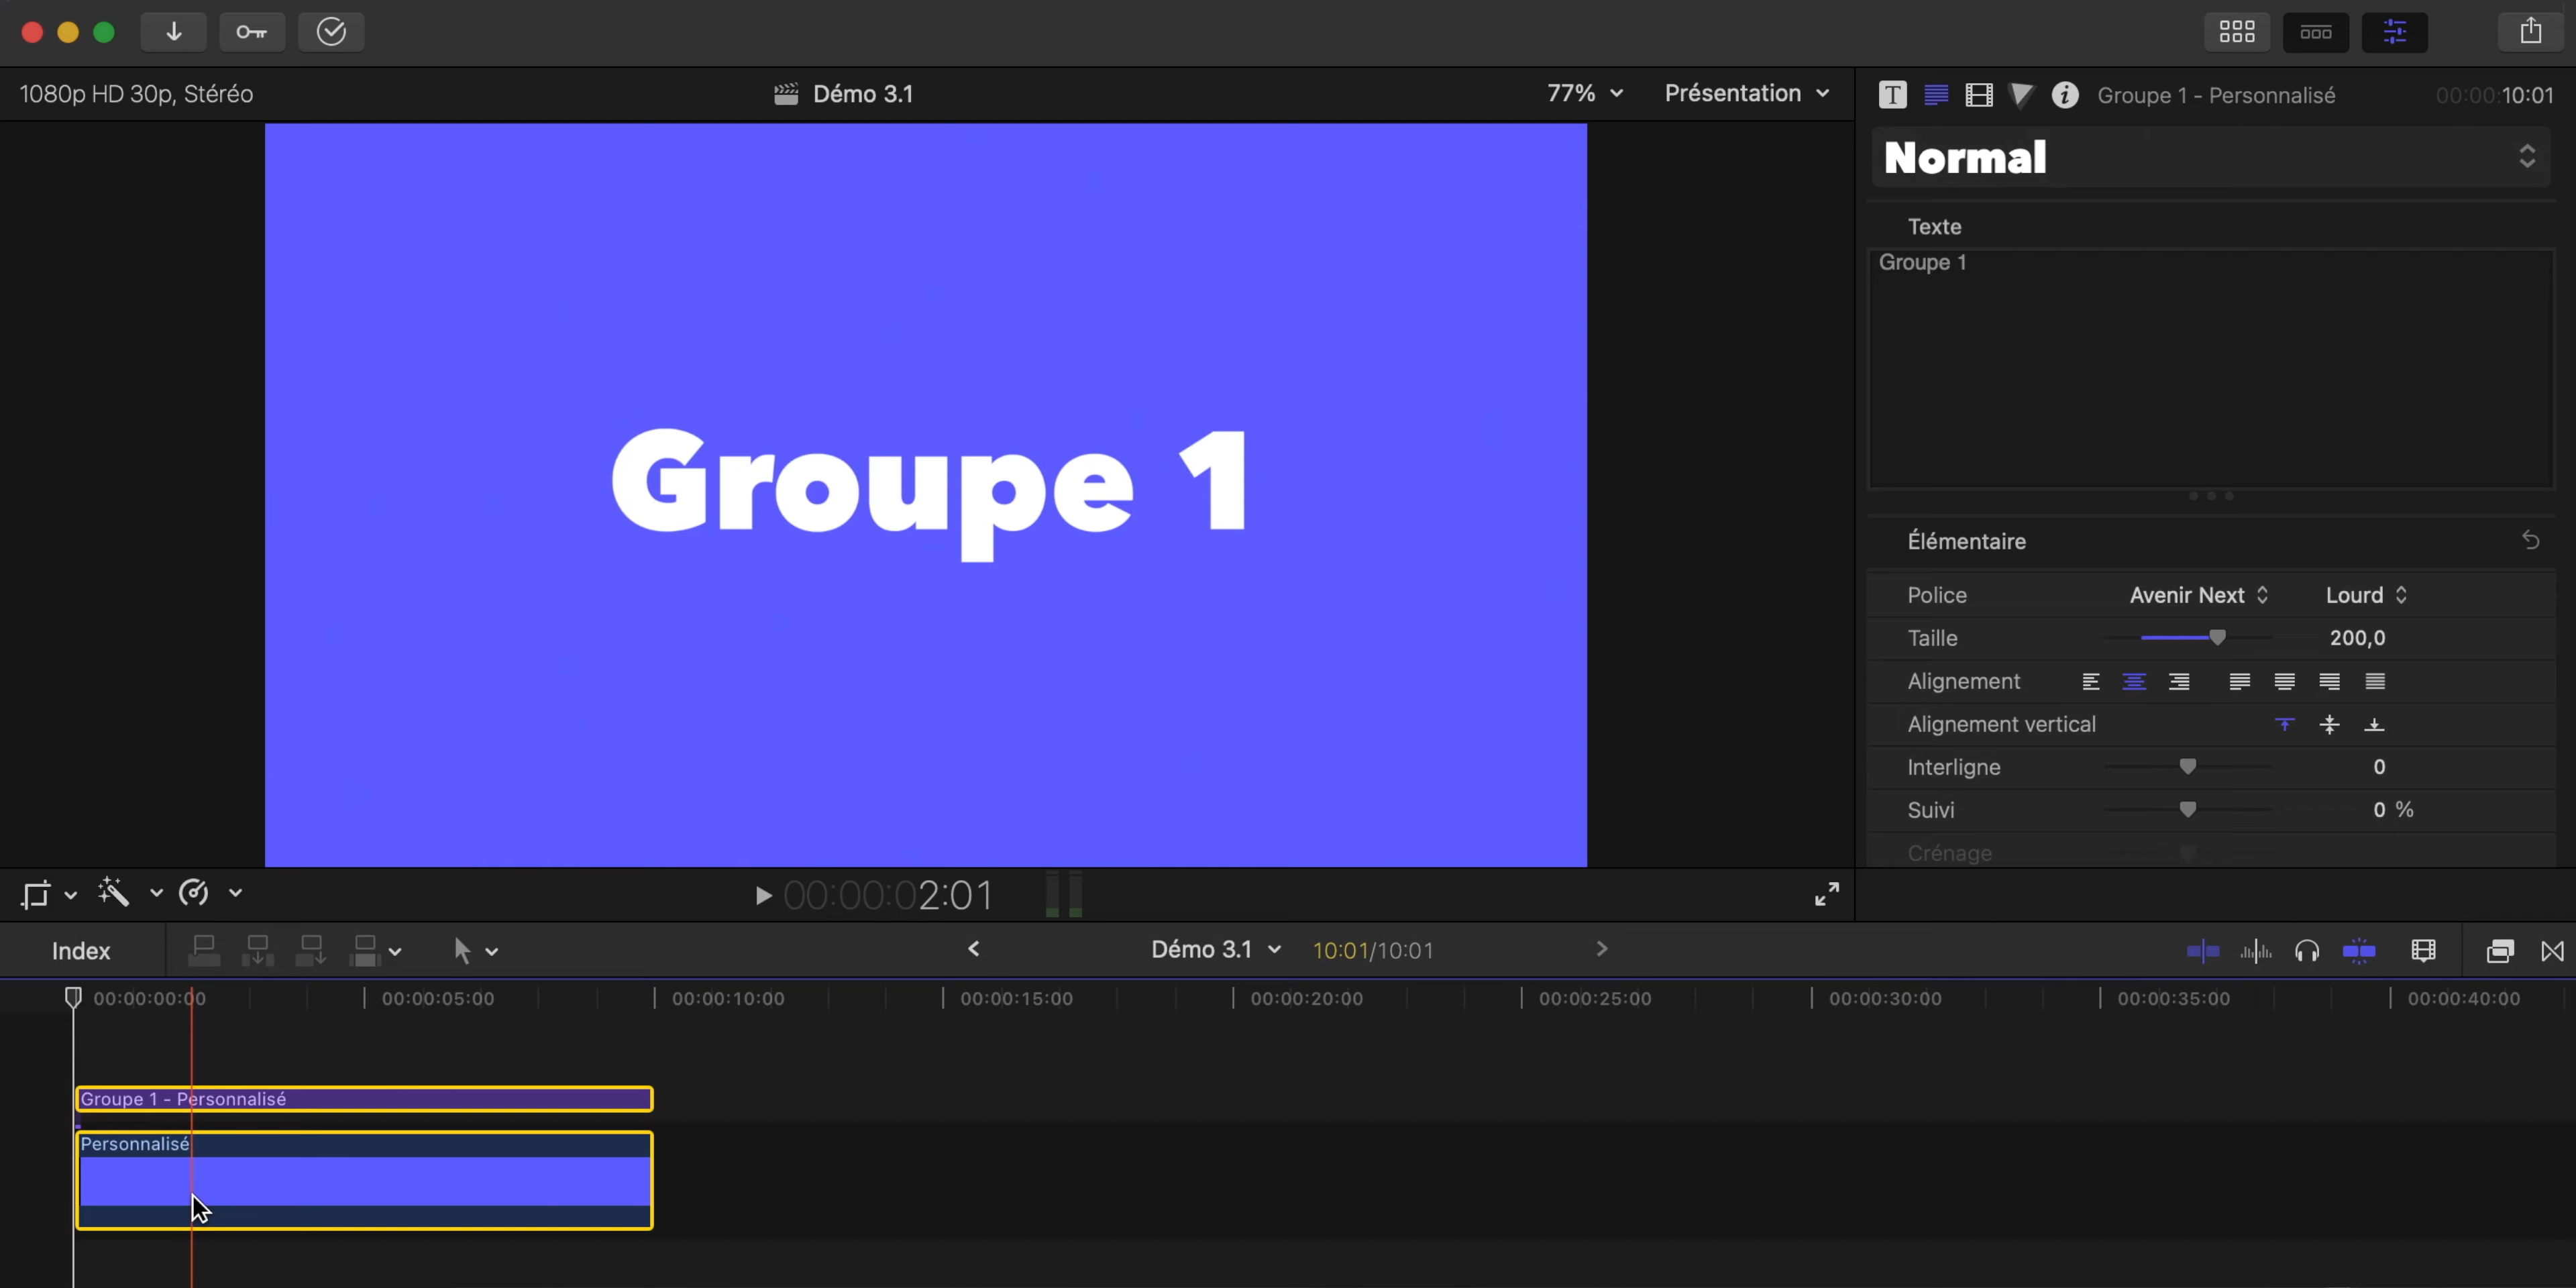 1080p HD 30p, Stéréo
Démo 3.1
77%
Présentation
Groupe 1 - Personnalisé
00:00:10:01
Normal
Texte
Groupe 1
Groupe 1
Élémentaire
Police
Avenir Next
Lourd
Taille
200,0
Alignement
Alignement vertical
Interligne
0
Suivi
0 %
Crénage
00:00:02:01
Index
Démo 3.1
10:01/10:01
00:00:00:00
00:00:05:00
00:00:10:00
00:00:15:00
00:00:20:00
00:00:25:00
00:00:30:00
00:00:35:00
00:00:40:00
Groupe 1 - Personnalisé
Personnalisé